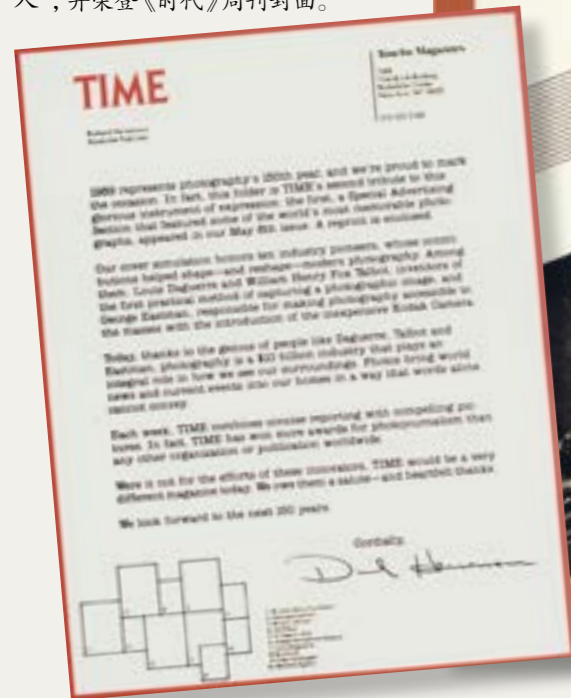 人,并荣登《时代》周刊封面。
TIME
Time Inc. Magazines
1989 represents photography's 150th year, and we're proud to mark
the occasion. In fact, this folder is TIME's second tribute to this
glorious instrument of expression: the first, a Special Advertising
Section that featured some of the world's most memorable photo-
graphs, appeared in our May 8th issue. A reprint is enclosed.
Our cover simulation honors ten industry pioneers, whose contri-
butions helped shape—and reshape—modern photography. Among
them, Louis Daguerre and William Henry Fox Talbot, inventors of
the first practical method of capturing a photographic image, and
George Eastman, responsible for making photography accessible to
the masses with the introduction of the inexpensive Kodak Camera.
Today, thanks to the genius of people like Daguerre, Talbot and
Eastman, photography is a billion industry that plays an
integral role in how we see our surroundings. Photos bring world
news and current events into our homes in a way that words alone
cannot convey.
Each week, TIME combines concise reporting with compelling pic-
tures. In fact, TIME has won more awards for photojournalism than
any other organization or publication worldwide.
Were it not for the efforts of these innovators, TIME would be a very
different magazine today. We owe them a salute—and heartfelt thanks.
We look forward to the next 150 years.
Cordially,